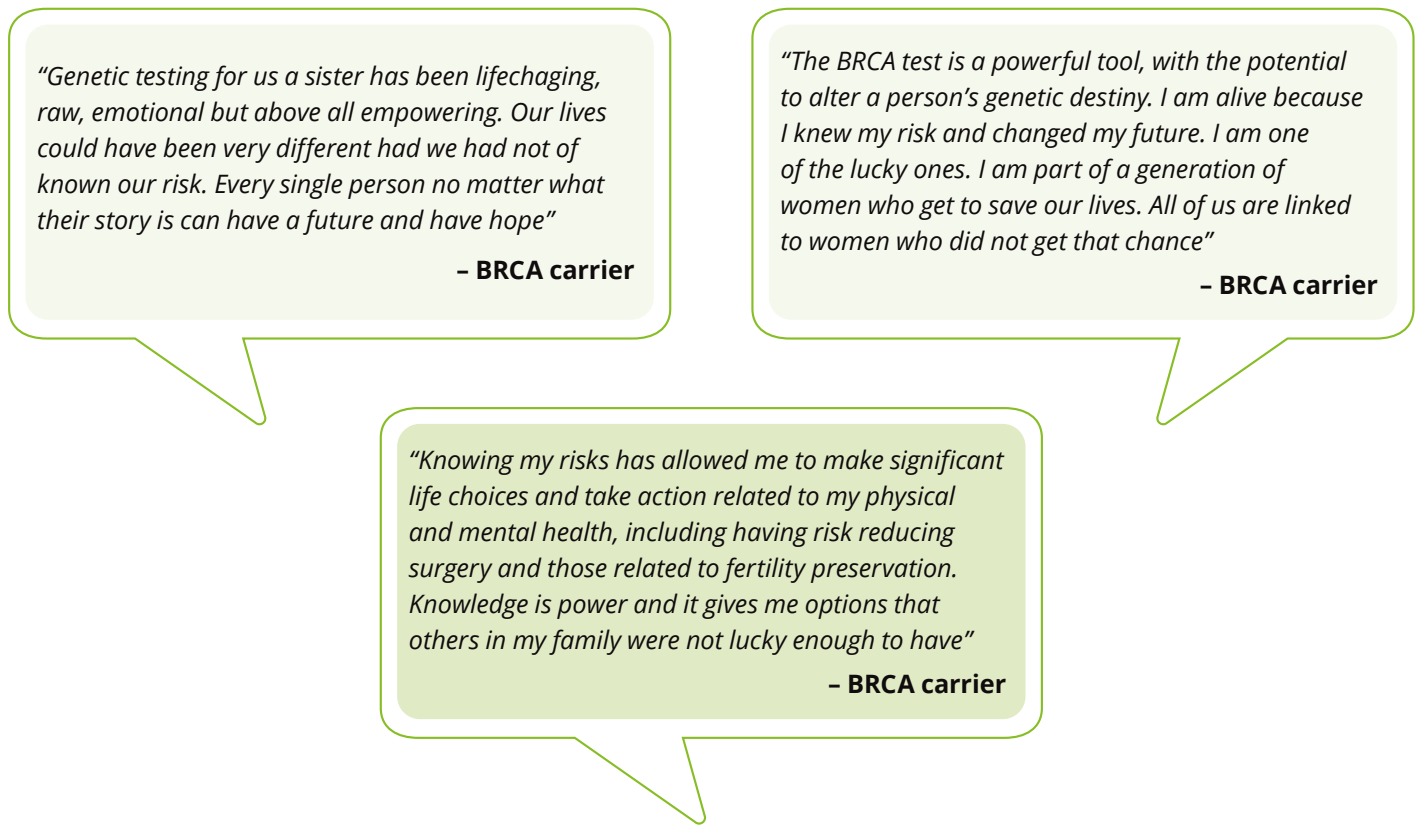 “Genetic testing for us a sister has been lifechaging,
raw, emotional but above all empowering. Our lives
could have been very different had we had not of
known our risk. Every single person no matter what
their story is can have a future and have hope”
– BRCA carrier
“The BRCA test is a powerful tool, with the potential
to alter a person’s genetic destiny. I am alive because
I knew my risk and changed my future. I am one
of the lucky ones. I am part of a generation of
women who get to save our lives. All of us are linked
to women who did not get that chance”
– BRCA carrier
“Knowing my risks has allowed me to make significant
life choices and take action related to my physical
and mental health, including having risk reducing
surgery and those related to fertility preservation.
Knowledge is power and it gives me options that
others in my family were not lucky enough to have”
– BRCA carrier